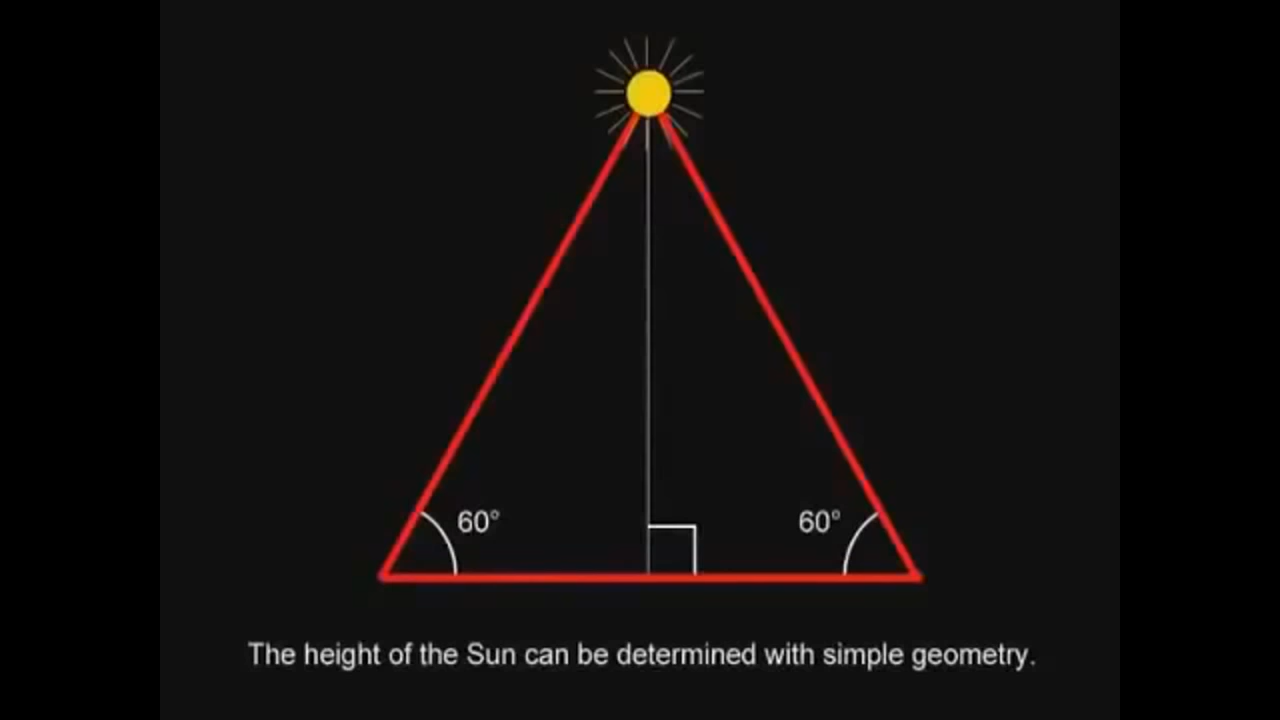 60° 60°
The height of the Sun can be determined with simple geometry.